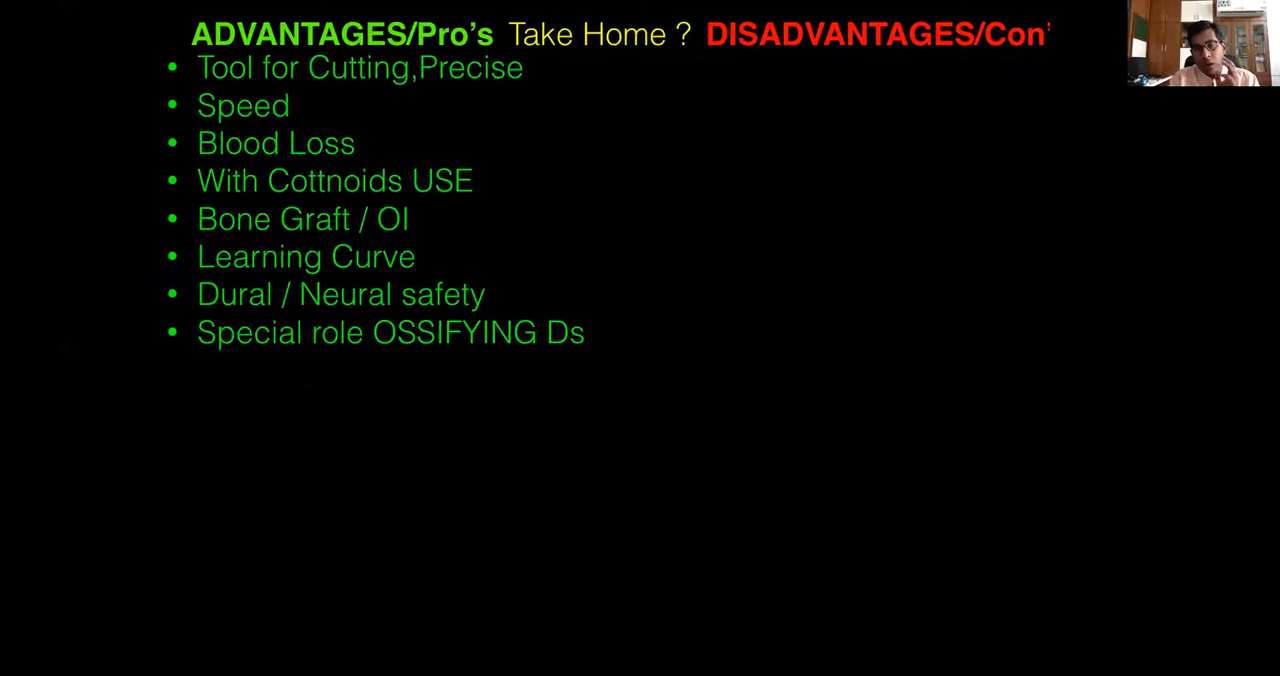 ADVANTAGES/Pro's Take Home ? DISADVANTAGES/Con'
• Tool for Cutting,Precise
• Speed
• Blood Loss
• With Cottnoids USE
• Bone Graft / OI
• Learning Curve
• Dural / Neural safety
• Special role OSSIFYING Ds